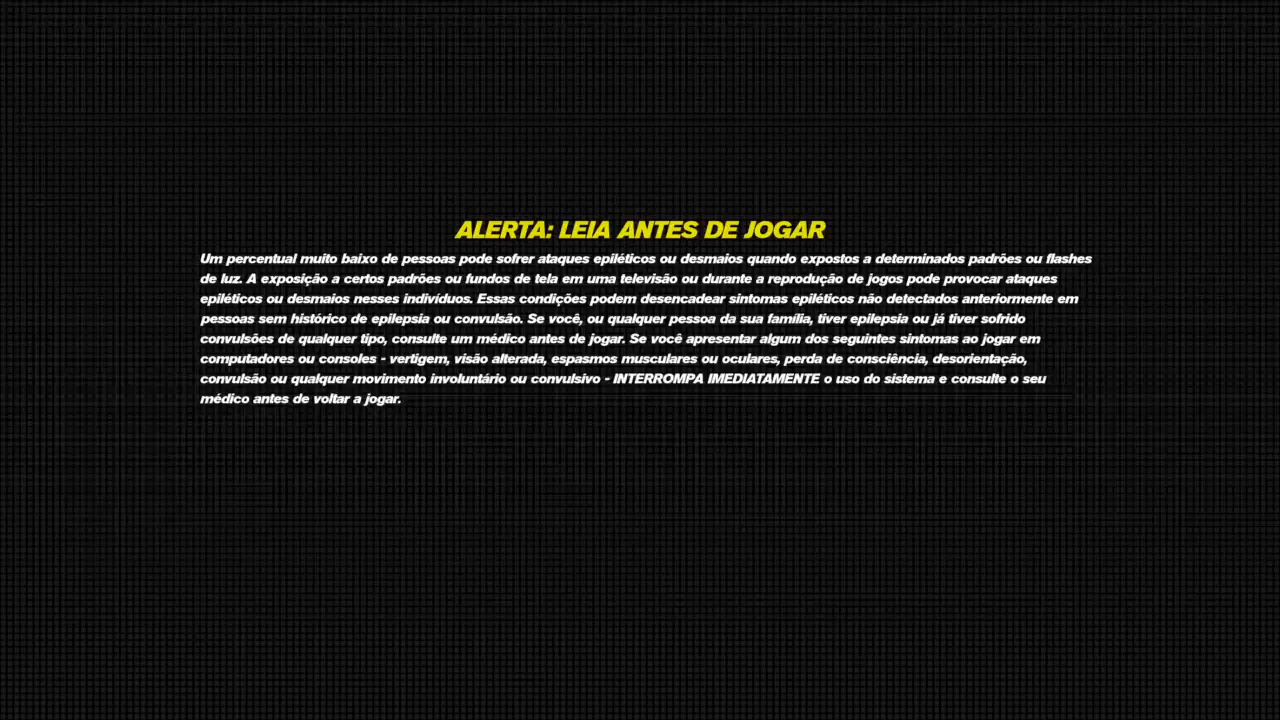 ALERTA: LEIA ANTES DE JOGAR
Um percentual muito baixo de pessoas pode sofrer ataques epiléticos ou desmaios quando expostos a determinados padrões ou flashes
de luz. A exposição a certos padrões ou fundos de tela em uma televisão ou durante a reprodução de jogos pode provocar ataques
epiléticos ou desmaios nesses indivíduos. Essas condições podem desencadear sintomas epiléticos não detectados anteriormente em
pessoas sem histórico de epilepsia ou convulsão. Se você, ou qualquer pessoa da sua família, tiver epilepsia ou já tiver sofrido
convulsões de qualquer tipo, consulte um médico antes de jogar. Se você apresentar algum dos seguintes sintomas ao jogar em
computadores ou consoles - vertigem, visão alterada, espasmos musculares ou oculares, perda de consciência, desorientação,
convulsão ou qualquer movimento involuntário ou convulsivo - INTERROMPA IMEDIATAMENTE o uso do sistema e consulte o seu
médico antes de voltar a jogar.